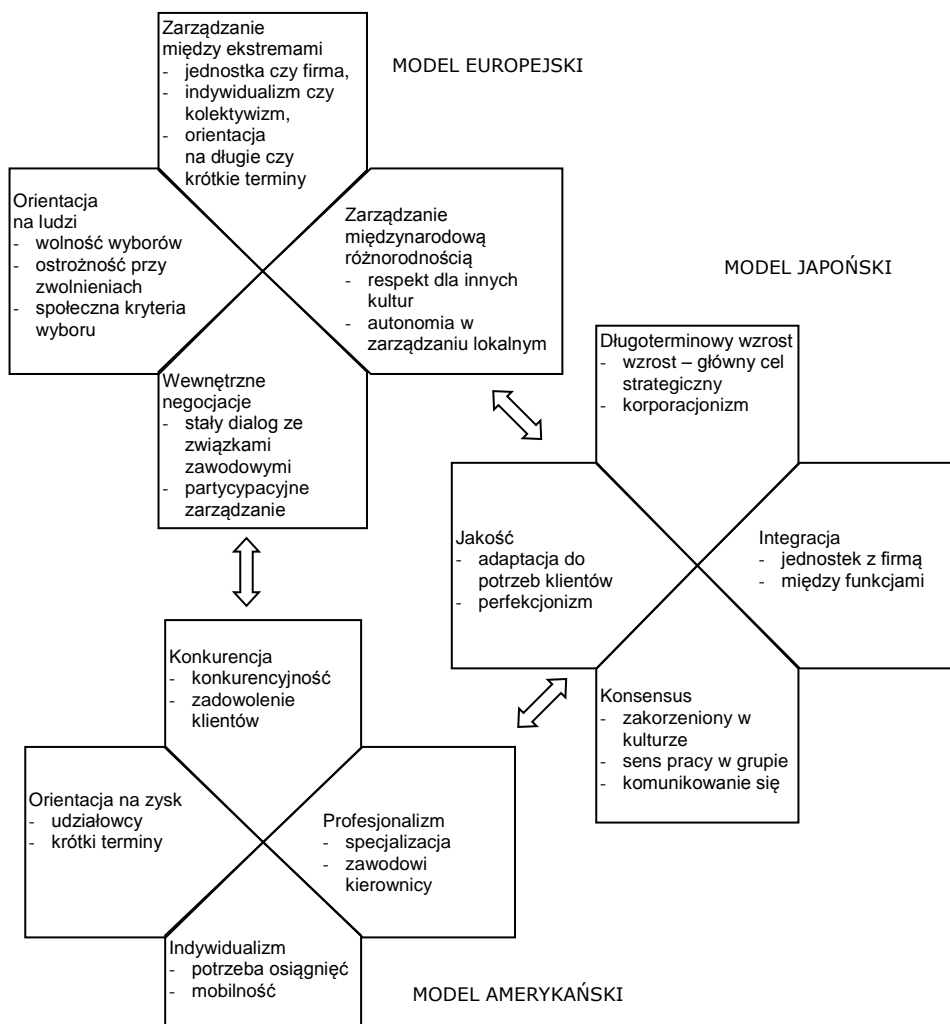 Zarządzanie
między ekstremami
- jednostka czy firma,
- indywidualizm czy
kolektywizm,
- orientacja
na długie czy
krótkie terminy
MODEL EUROPEJSKI
Orientacja
na ludzi
- wolność wyborów
- ostrożność przy
zwolnieniach
- społeczna kryteria
wyboru
Zarządzanie
międzynarodową
różnorodnością
- respekt dla innych
kultur
- autonomia w
zarządzaniu lokalnym
Wewnętrzne
negocjacje
- stały dialog ze
związkami
zawodowymi
- partycypacyjne
zarządzanie
MODEL JAPOŃSKI
Długoterminowy wzrost
- wzrost – główny cel
strategiczny
- korporacjonizm
Jakość
- adaptacja do
potrzeb klientów
- perfekcjonizm
Integracja
- jednostek z firmą
- między funkcjami
Konsensus
- zakorzeniony w
kulturze
- sens pracy w grupie
- komunikowanie się
Konkurencja
- konkurencyjność
- zadowolenie
klientów
Orientacja na zysk
- udziałowcy
- krótki terminy
Profesjonalizm
- specjalizacja
- zawodowi
kierownicy
Indywidualizm
- potrzeba osiągnięć
- mobilność
MODEL AMERYKAŃSKI